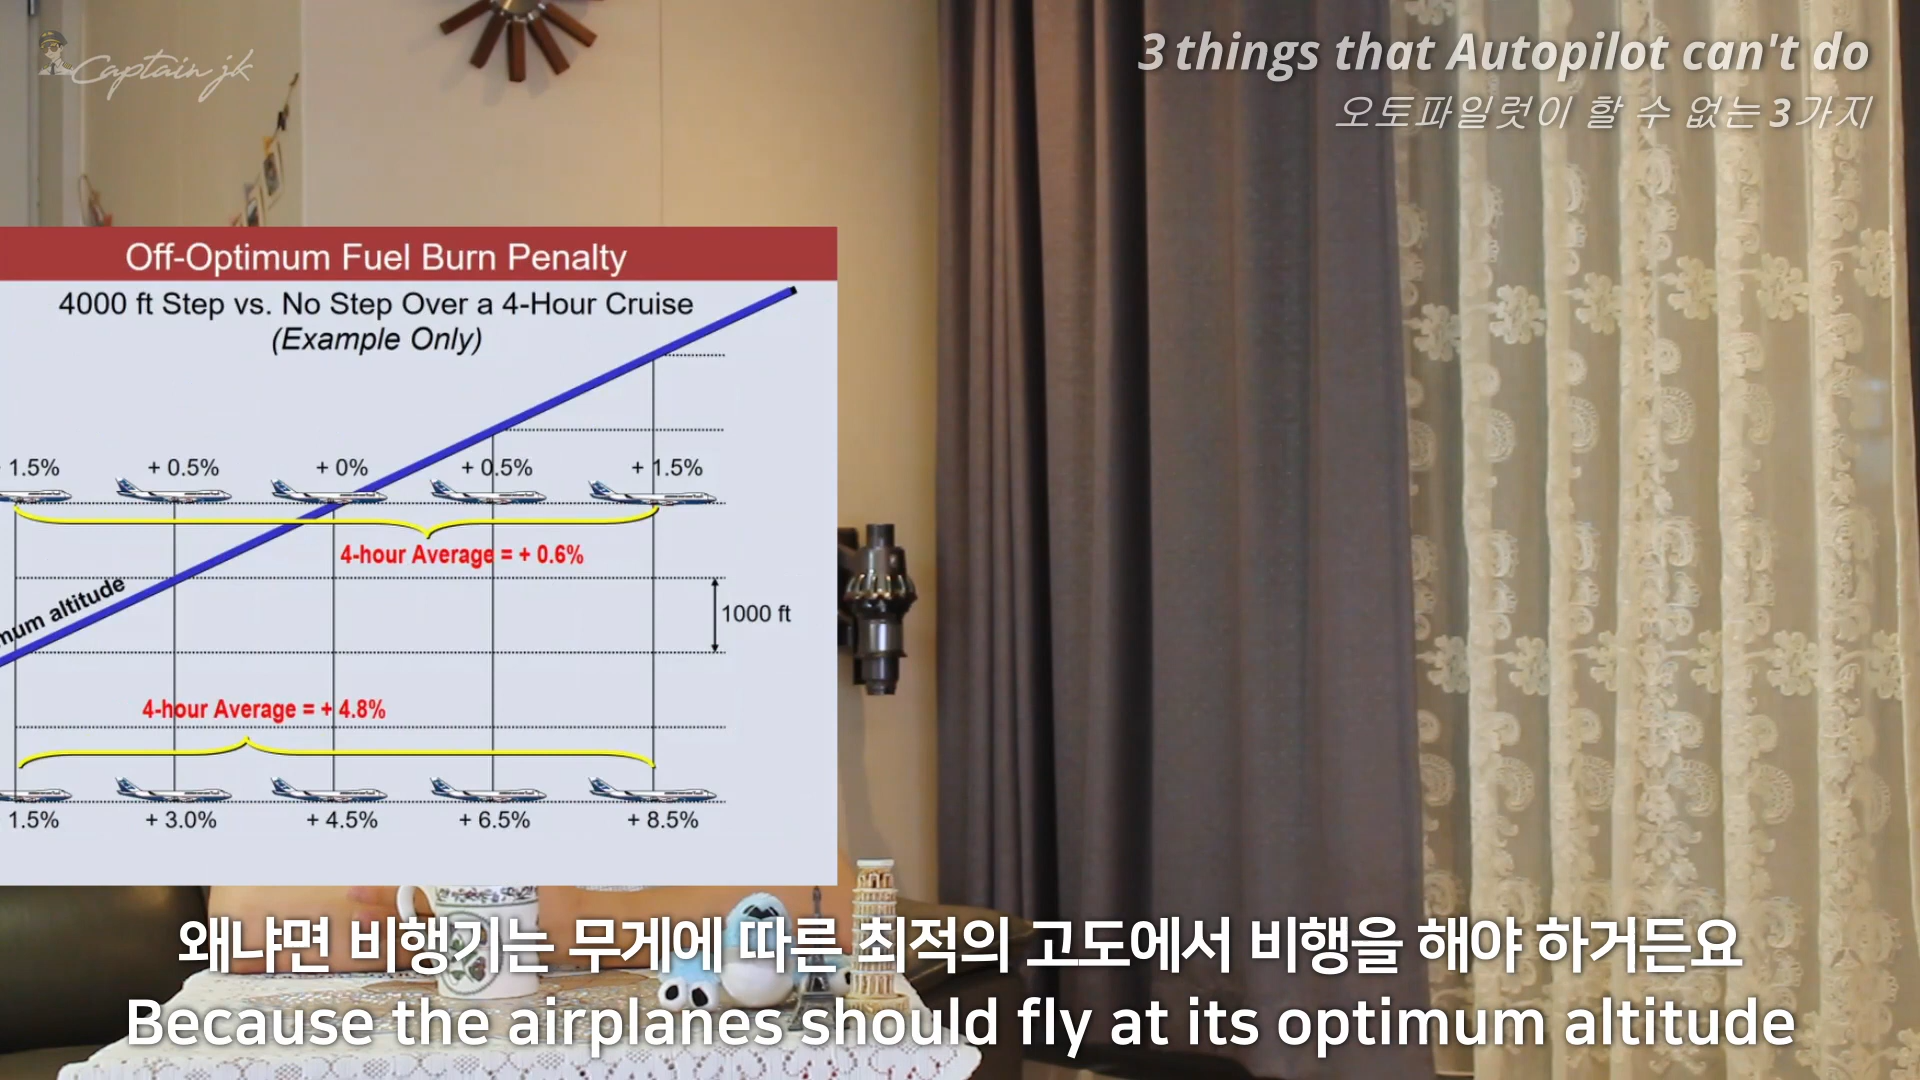 Captain jk
3 things that Autopilot can't do
오토파일럿이 할 수 없는 3가지
Off-Optimum Fuel Burn Penalty
4000 ft Step vs. No Step Over a 4-Hour Cruise
(Example Only)
1.5% + 0.5% + 0% + 0.5% + 1.5%
4-hour Average = + 0.6%
altitude
1000 ft
4-hour Average = + 4.8%
1.5% + 3.0% + 4.5% + 6.5% + 8.5%
왜냐면 비행기는 무게에 따른 최적의 고도에서 비행을 해야 하거든요
Because the airplanes should fly at its optimum altitude